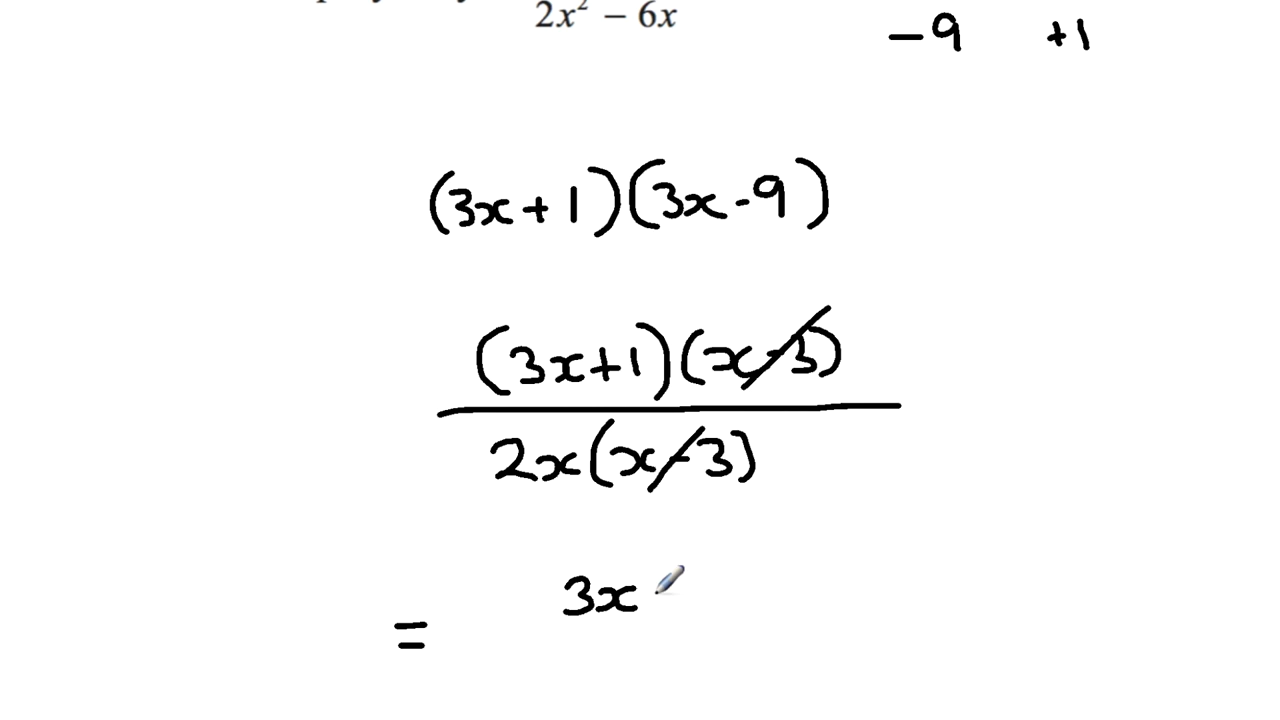 2x² − 6x
−9 +1
(3x+1)(3x-9)
(3x+1)(x-3)
2x(x-3)
3x
=